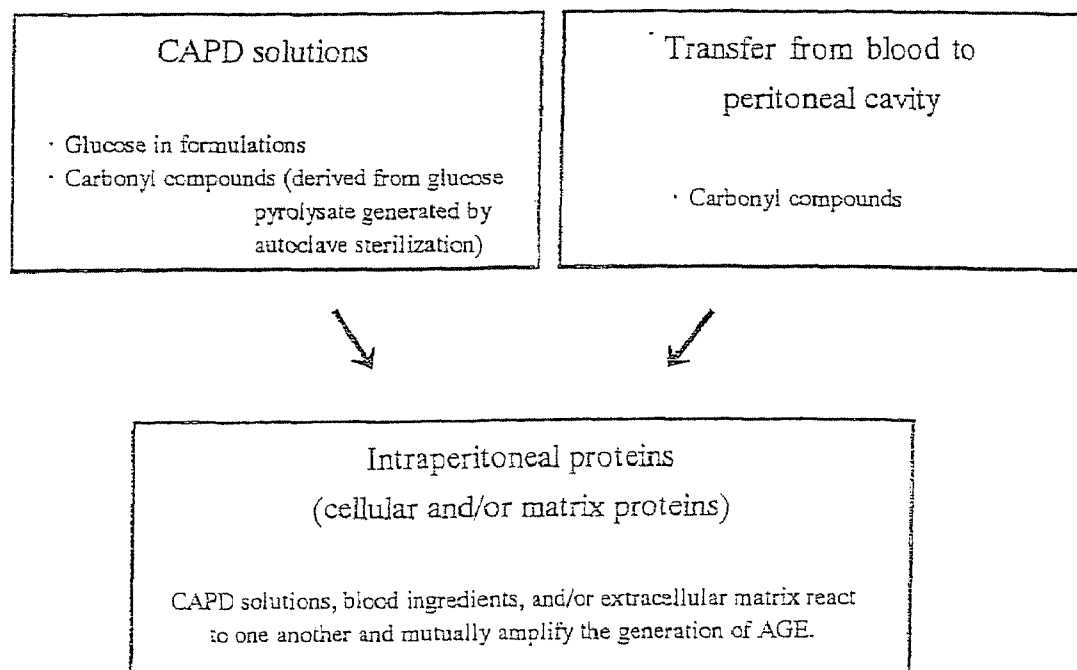 CAPD solutions
· Glucose in formulations
· Carbonyl compounds (derived from glucose
pyrolysate generated by
autoclave sterilization)
Transfer from blood to
peritoneal cavity
· Carbonyl compounds
Intraperitoneal proteins
(cellular and/or matrix proteins)
CAPD solutions, blood ingredients, and/or extracellular matrix react
to one another and mutually amplify the generation of AGE.